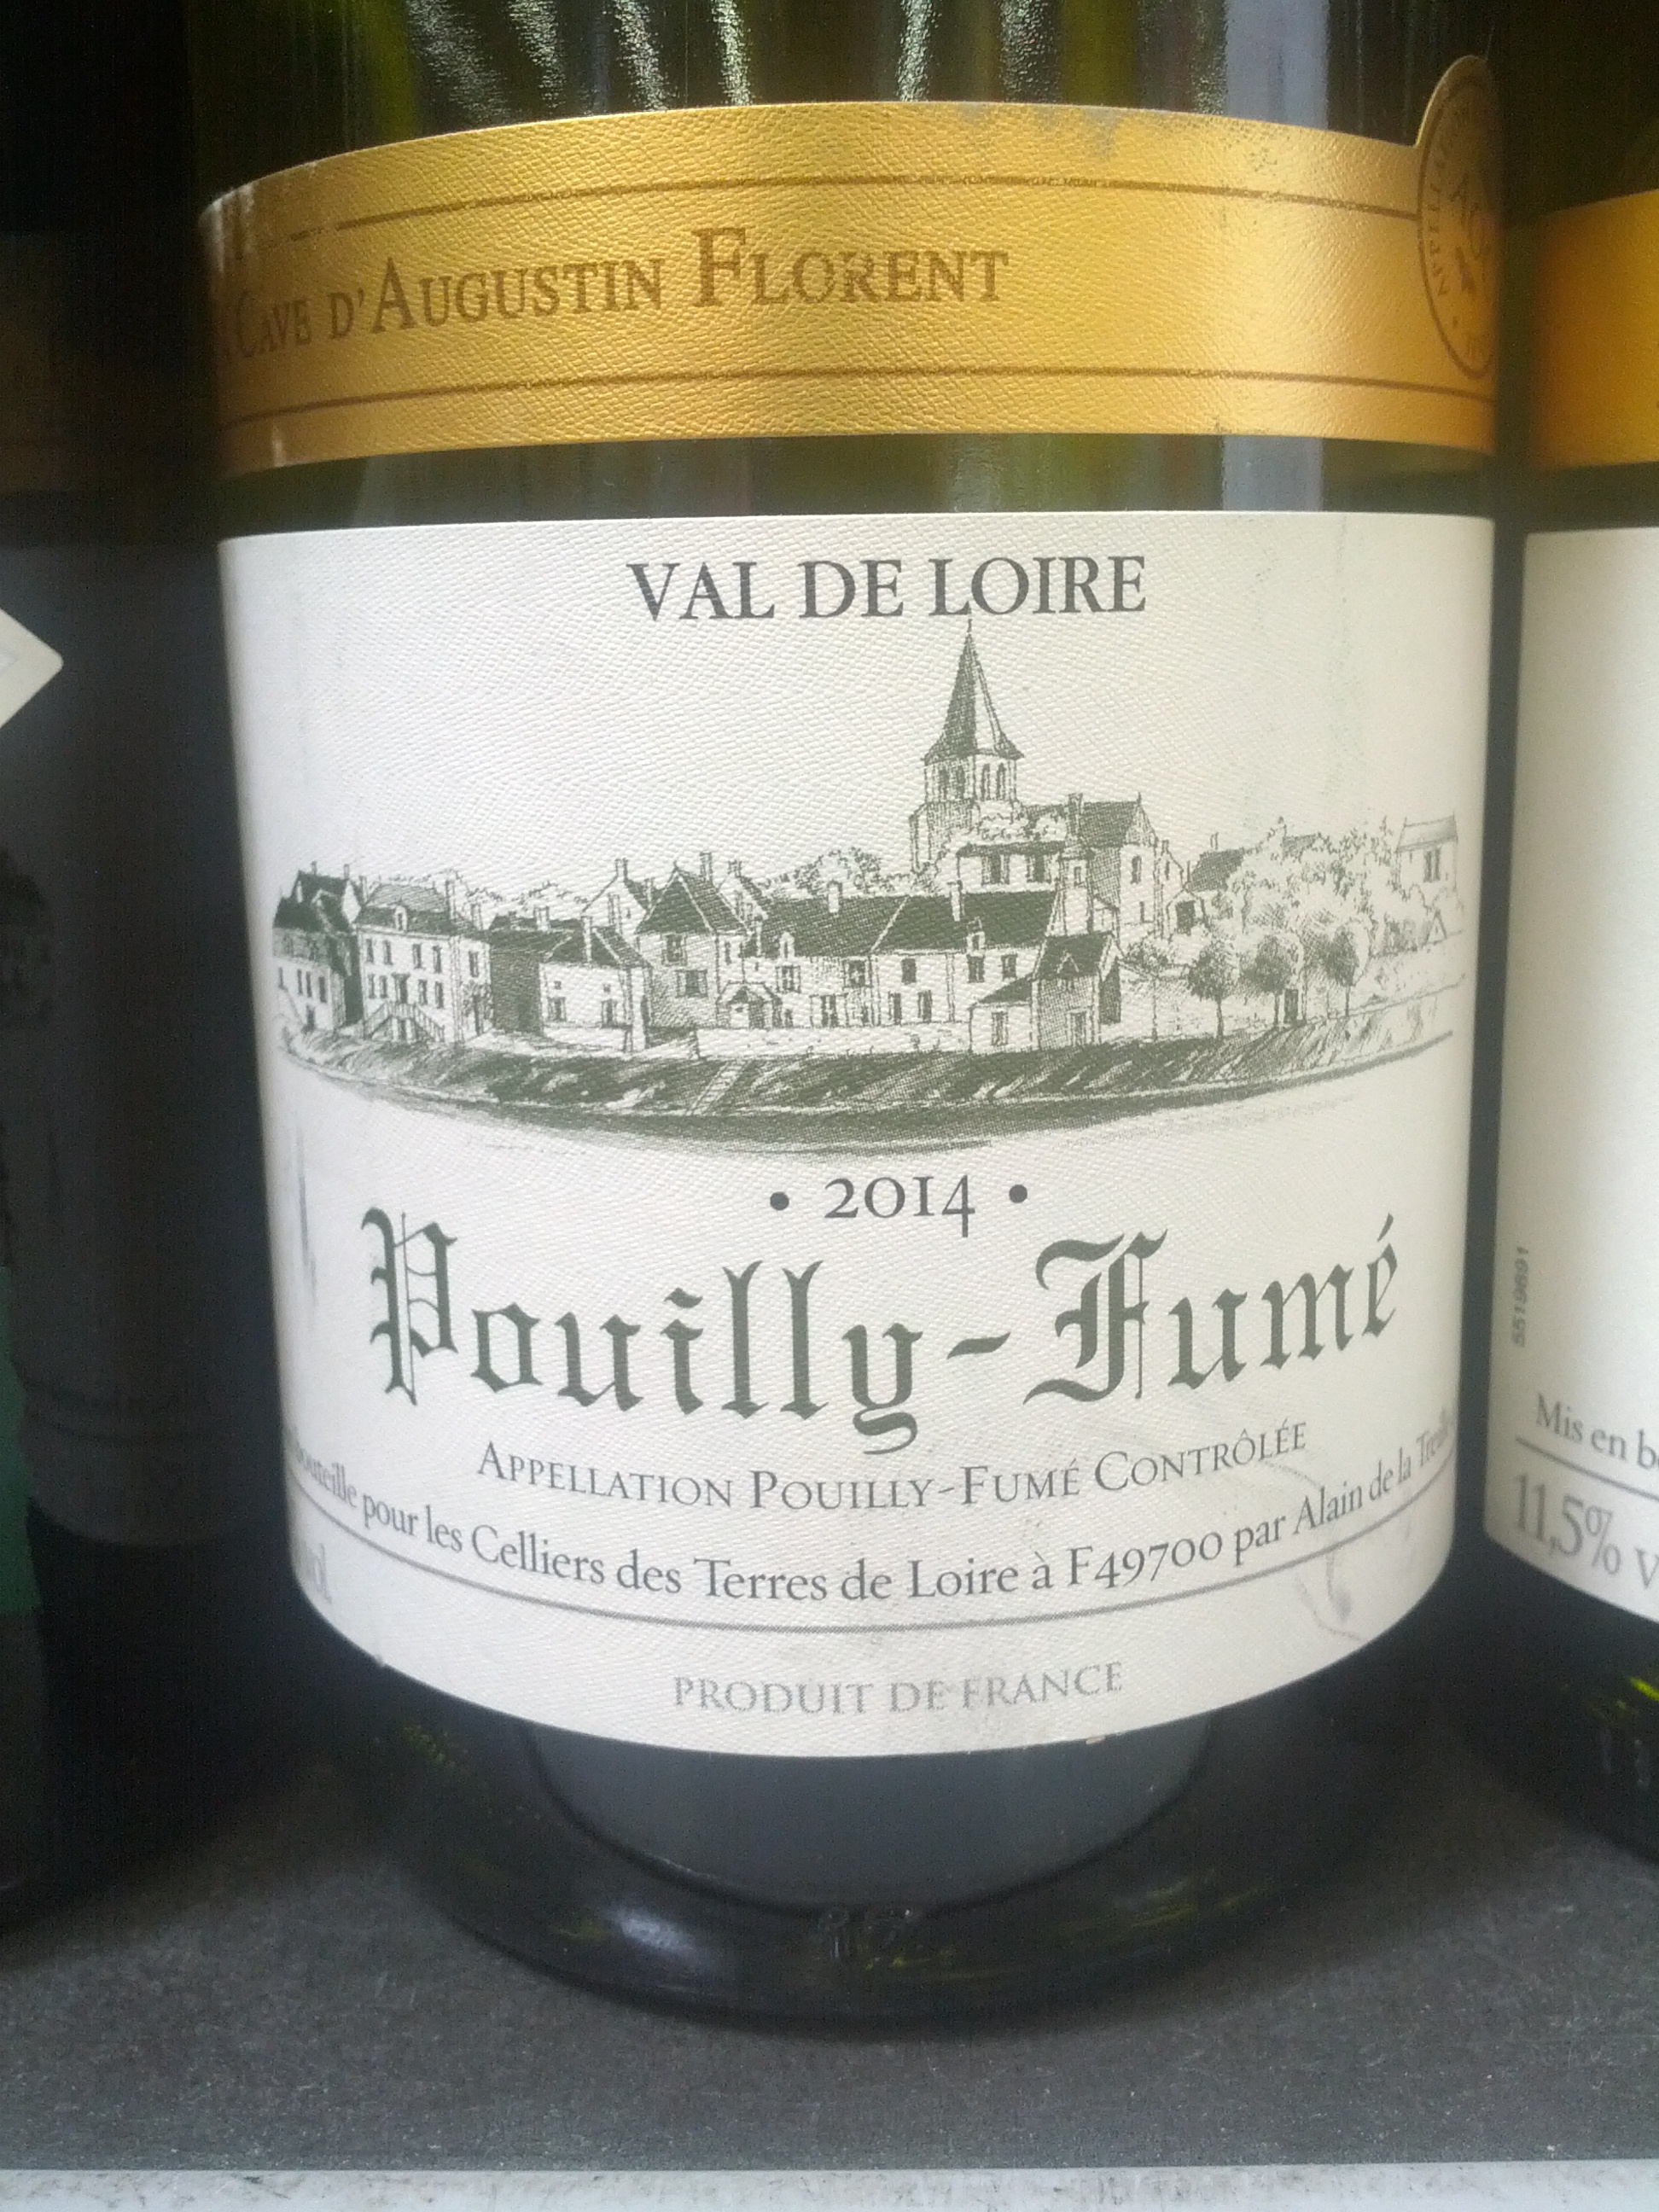 Cave d'Augustin Florent
VAL DE LOIRE
• 2014 •
Pouilly-Fumé
Appellation Pouilly-Fumé Contrôlée
pour les Celliers des Terres de Loire à F49700 par Alain de la
PRODUIT DE FRANCE
5519691
Mis en
11,5%